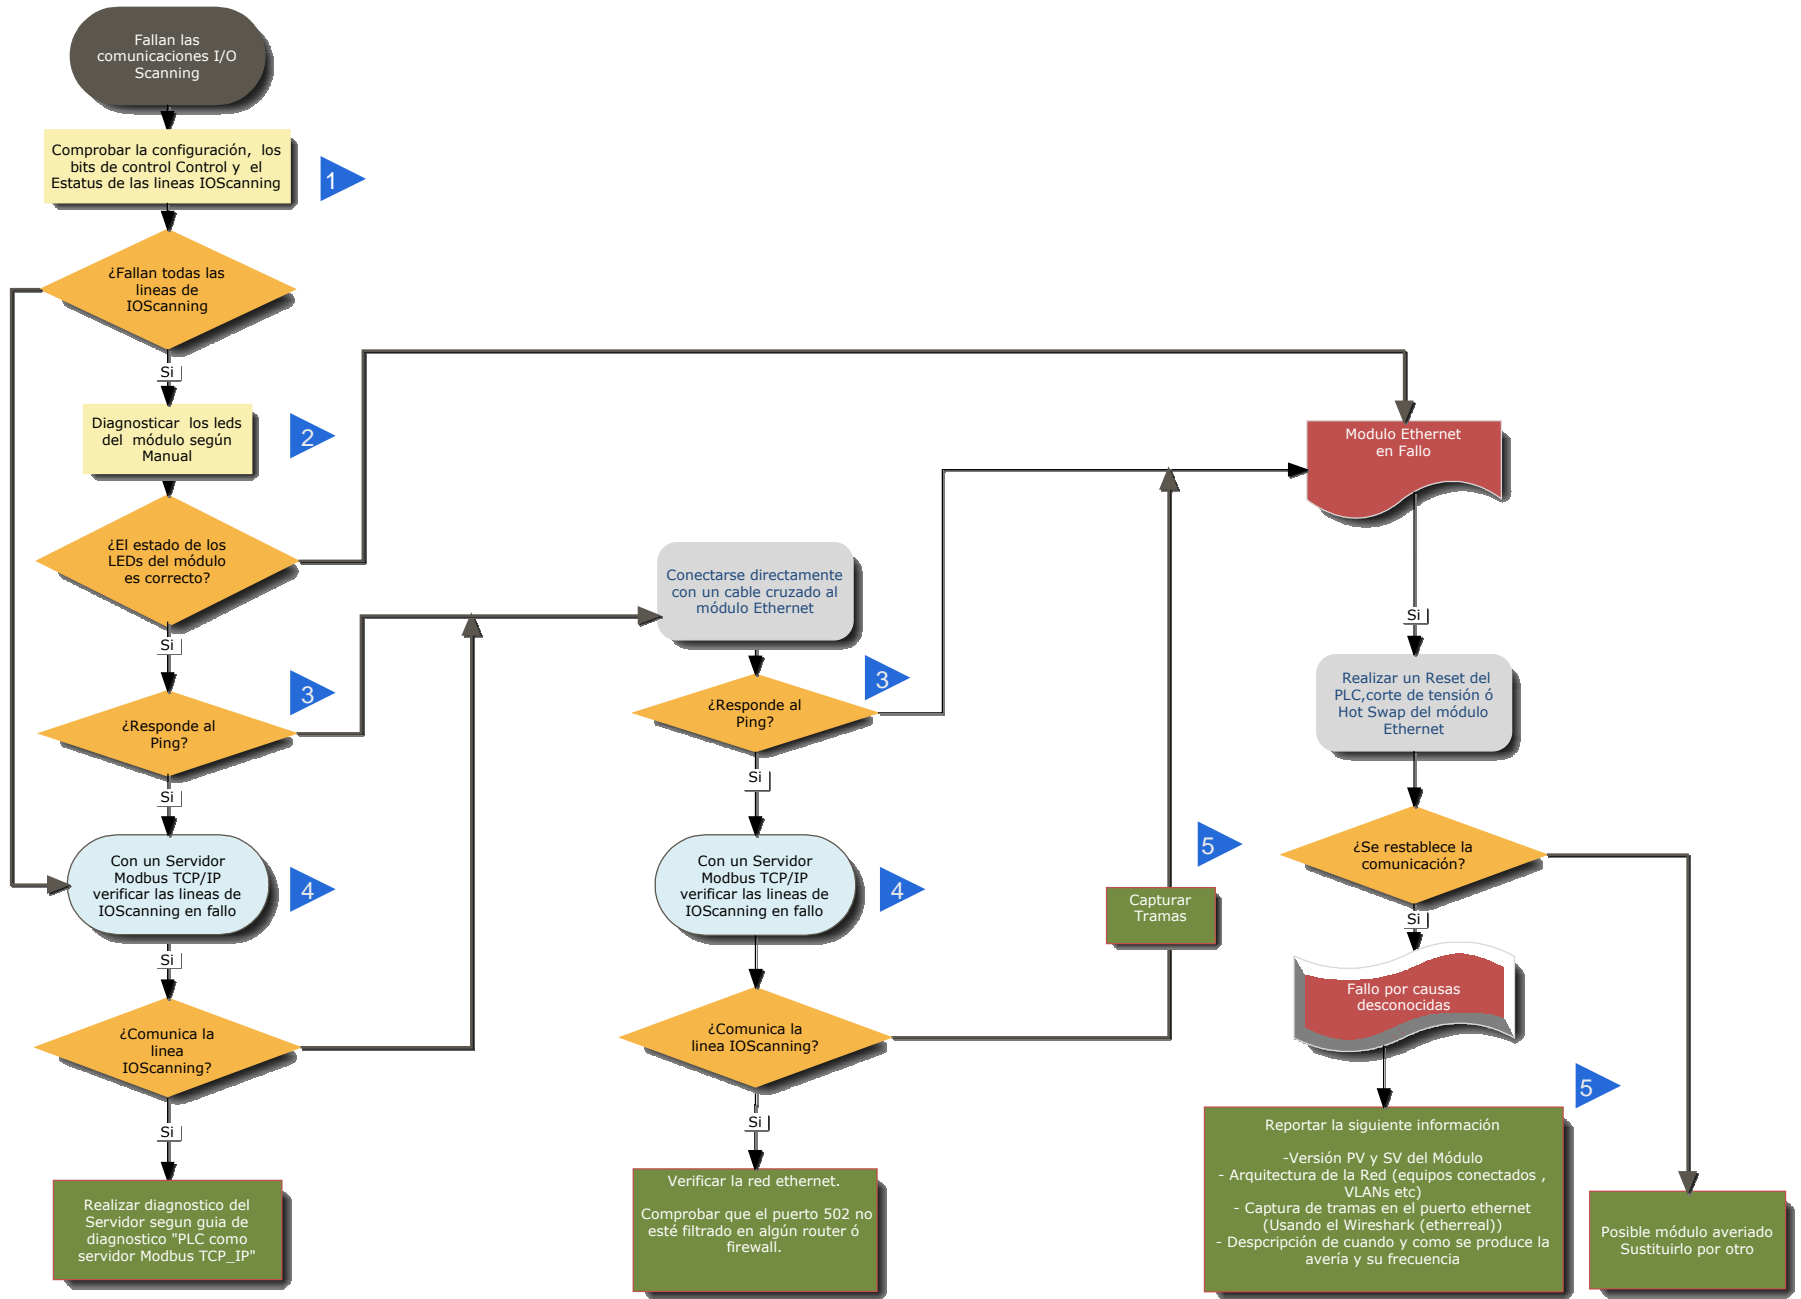 Fallan las
comunicaciones I/O
Scanning
Comprobar la configuración, los
bits de control Control y el
Estatus de las lineas IOScanning
1
¿Fallan todas las
lineas de
IOScanning
Si
Diagnosticar los leds
del módulo según
Manual
2
¿El estado de los
LEDs del módulo
es correcto?
Si
3
¿Responde al
Ping?
Si
Con un Servidor
Modbus TCP/IP
verificar las lineas de
IOScanning en fallo
4
Si
¿Comunica la
linea
IOScanning?
Si
Realizar diagnostico del
Servidor segun guia de
diagnostico "PLC como
servidor Modbus TCP_IP"
Conectarse directamente
con un cable cruzado al
módulo Ethernet
3
¿Responde al
Ping?
Si
Con un Servidor
Modbus TCP/IP
verificar las lineas de
IOScanning en fallo
4
¿Comunica la
linea IOScanning?
Si
Verificar la red ethernet.
Comprobar que el puerto 502 no
esté filtrado en algún router ó
firewall.
5
Capturar
Tramas
Modulo Ethernet
en Fallo
Si
Realizar un Reset del
PLC,corte de tensión ó
Hot Swap del módulo
Ethernet
¿Se restablece la
comunicación?
Si
Fallo por causas
desconocidas
5
Reportar la siguiente información
-Versión PV y SV del Módulo
- Arquitectura de la Red (equipos conectados ,
VLANs etc)
- Captura de tramas en el puerto ethernet
(Usando el Wireshark (etherreal))
- Despcripción de cuando y como se produce la
avería y su frecuencia
Posible módulo averiado
Sustituirlo por otro